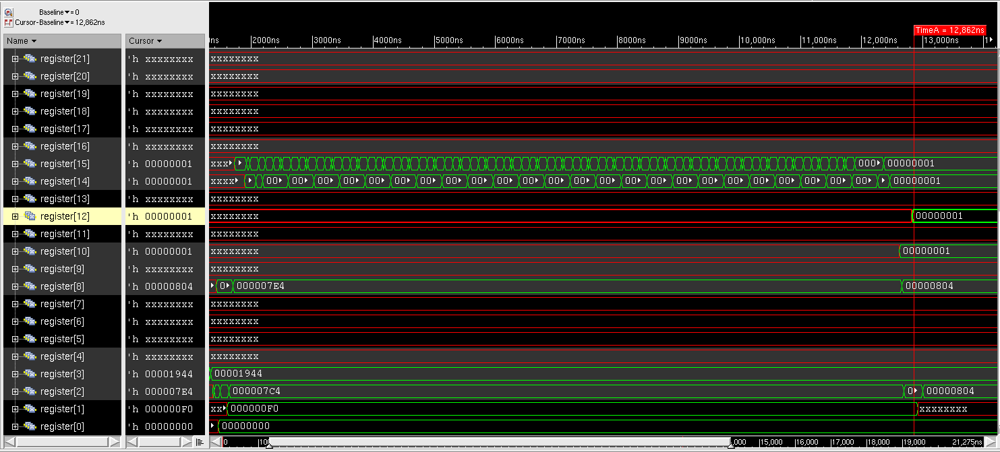 Baseline▼= 0
Cursor-Baseline▼= 12,862ns
TimeA = 12,862ns
Name ▼ Cursor ▼ ns 2000ns 3000ns 4000ns 5000ns 6000ns 7000ns 8000ns 9000ns 10,000ns 11,000ns 12,000ns 13,000ns 1
register[21] 'h xxxxxxxx xxxxxxxx
register[20] 'h xxxxxxxx xxxxxxxx
register[19] 'h xxxxxxxx xxxxxxxx
register[18] 'h xxxxxxxx xxxxxxxx
register[17] 'h xxxxxxxx xxxxxxxx
register[16] 'h xxxxxxxx xxxxxxxx
register[15] 'h 00000001 xxx 000 00000001
register[14] 'h 00000001 xxxx 00 00 00 00 00 00 00 00 00 00 00 00 00 00 00 00 00 00 00 00 00 00 00 00 00000001
register[13] 'h xxxxxxxx xxxxxxxx
register[12] 'h 00000001 xxxxxxxx 00000001
register[11] 'h xxxxxxxx xxxxxxxx
register[10] 'h 00000001 xxxxxxxx 00000001
register[9] 'h xxxxxxxx xxxxxxxx
register[8] 'h 00000804 0 000007E4 00000804
register[7] 'h xxxxxxxx xxxxxxxx
register[6] 'h xxxxxxxx xxxxxxxx
register[5] 'h xxxxxxxx xxxxxxxx
register[4] 'h xxxxxxxx xxxxxxxx
register[3] 'h 00001944 00001944
register[2] 'h 000007E4 000007C4 0 00000804
register[1] 'h 000000F0 xx 000000F0 xxxxxxxx
register[0] 'h 00000000 00000000
0 100 ,000 15,000 16,000 17,000 18,000 19,000 21,275ns